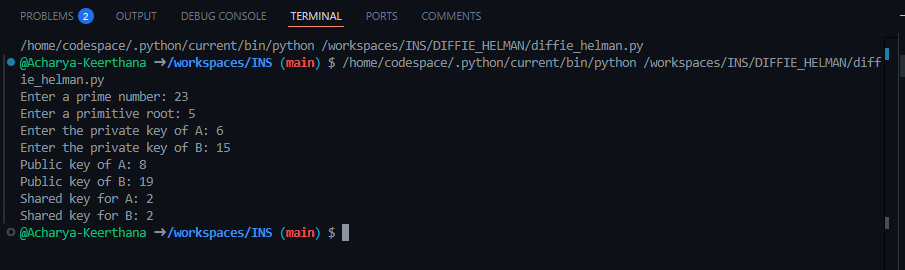 PROBLEMS 2 OUTPUT DEBUG CONSOLE TERMINAL PORTS COMMENTS
/home/codespace/.python/current/bin/python /workspaces/INS/DIFFIE_HELMAN/diffie_helman.py
@Acharya-Keerthana ➜/workspaces/INS (main) $ /home/codespace/.python/current/bin/python /workspaces/INS/DIFFIE_HELMAN/diff
ie_helman.py
Enter a prime number: 23
Enter a primitive root: 5
Enter the private key of A: 6
Enter the private key of B: 15
Public key of A: 8
Public key of B: 19
Shared key for A: 2
Shared key for B: 2
@Acharya-Keerthana ➜/workspaces/INS (main) $